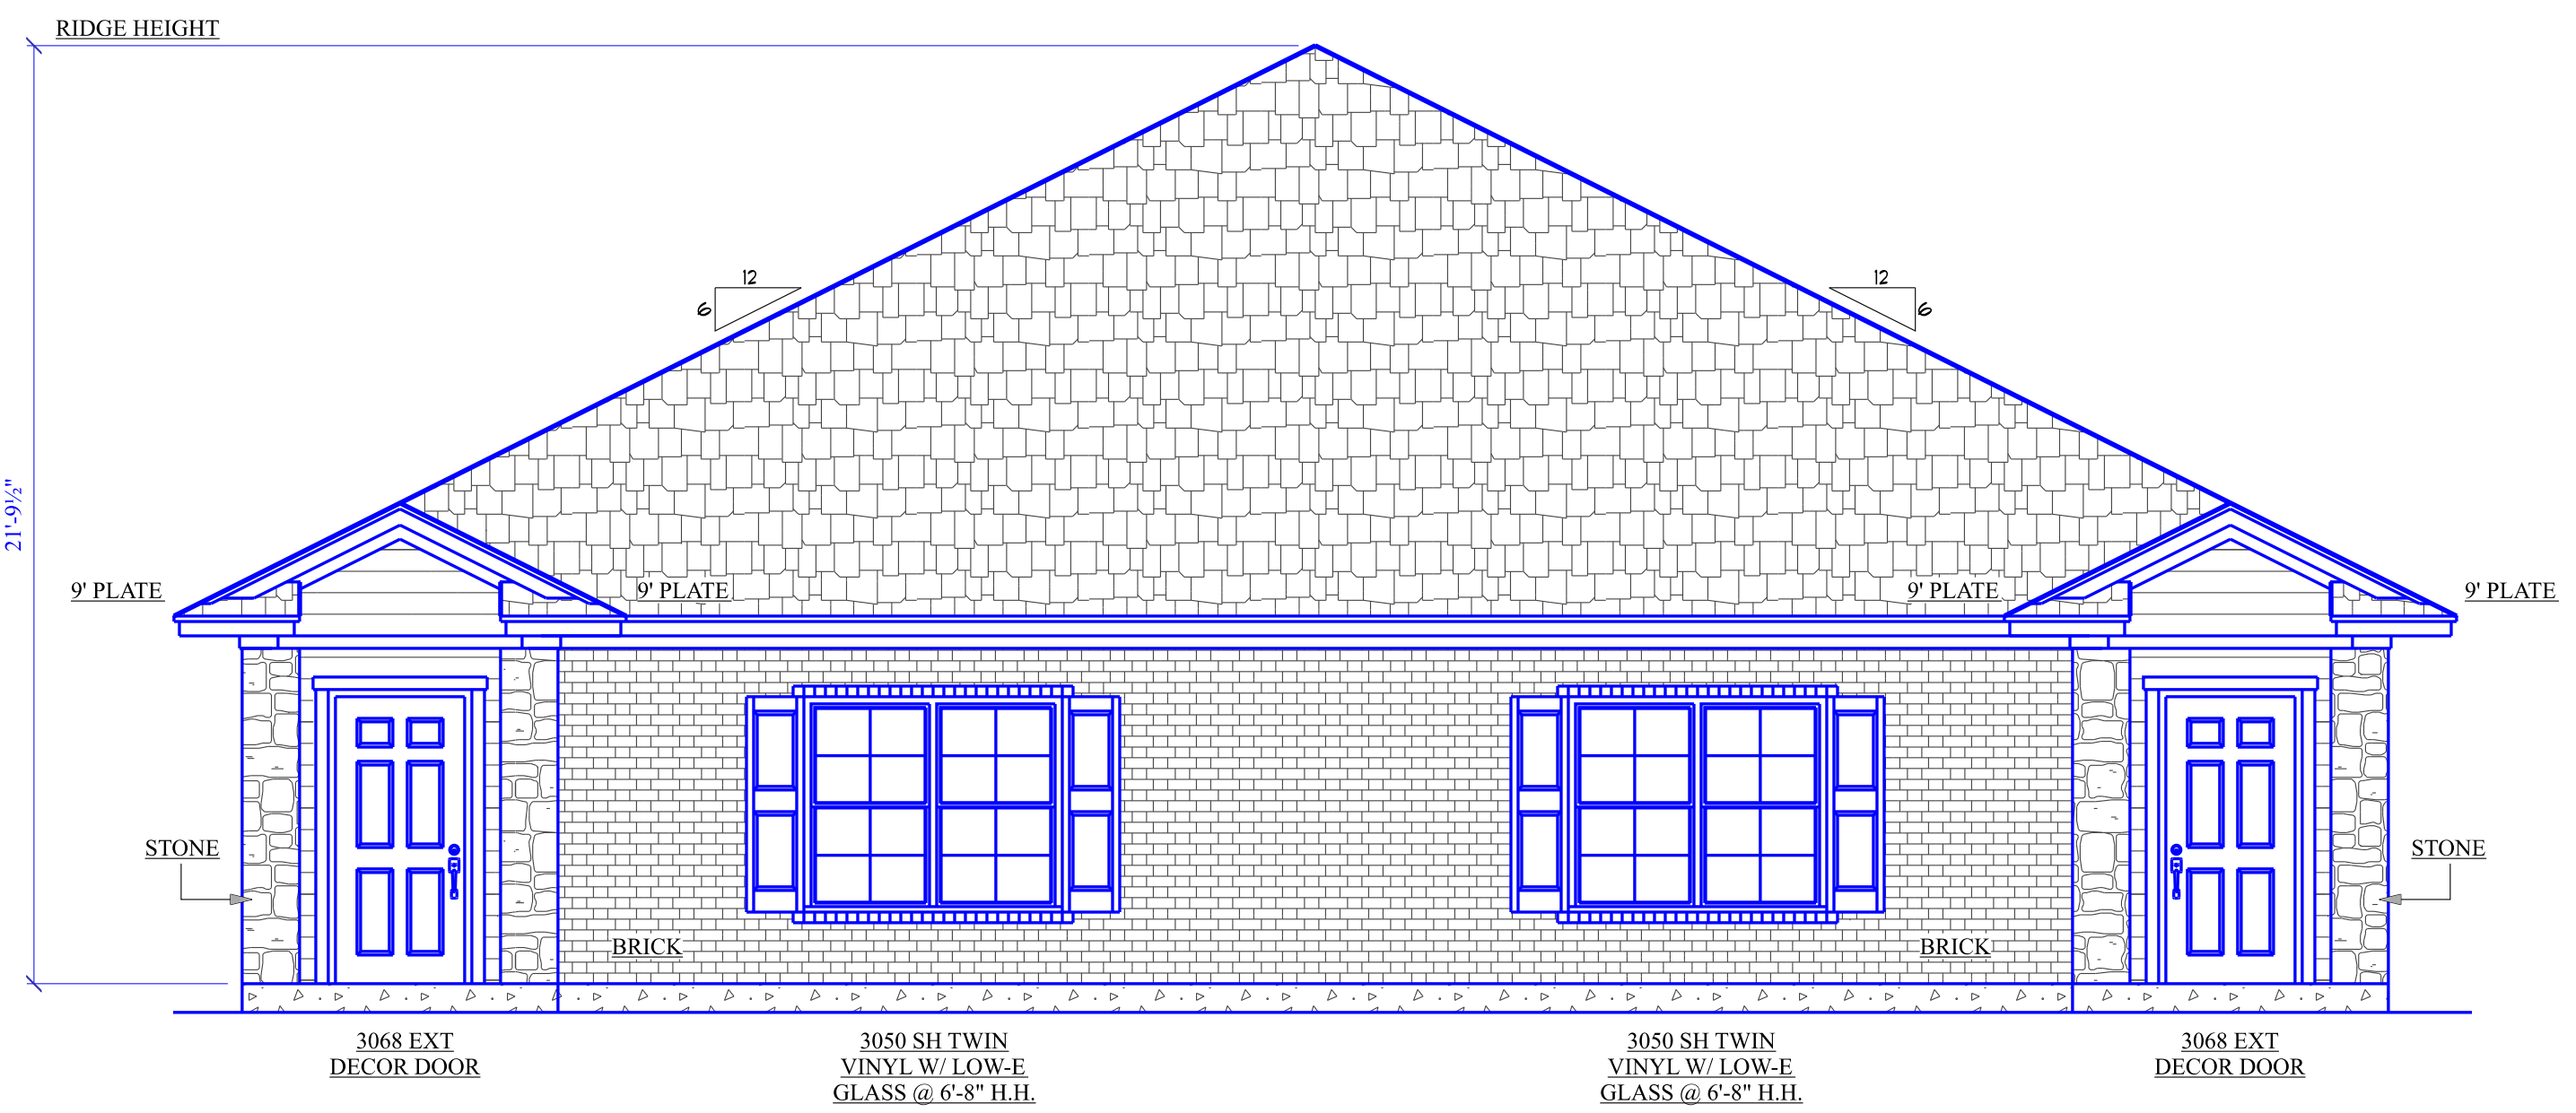 RIDGE HEIGHT
12
6
12
6
21'-9½"
9' PLATE
9' PLATE
9' PLATE
9' PLATE
STONE
STONE
BRICK
BRICK
3068 EXT
DECOR DOOR
3050 SH TWIN
VINYL W/ LOW-E
GLASS @ 6'-8" H.H.
3050 SH TWIN
VINYL W/ LOW-E
GLASS @ 6'-8" H.H.
3068 EXT
DECOR DOOR